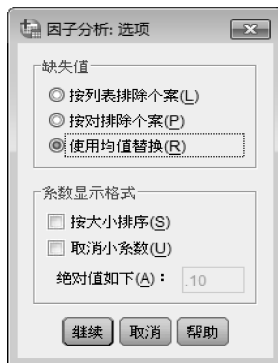 因子分析: 选项
缺失值
按列表排除个案(L)
按对排除个案(P)
使用均值替换(R)
系数显示格式
按大小排序(S)
取消小系数(U)
绝对值如下(A)： .10
继续 取消 帮助